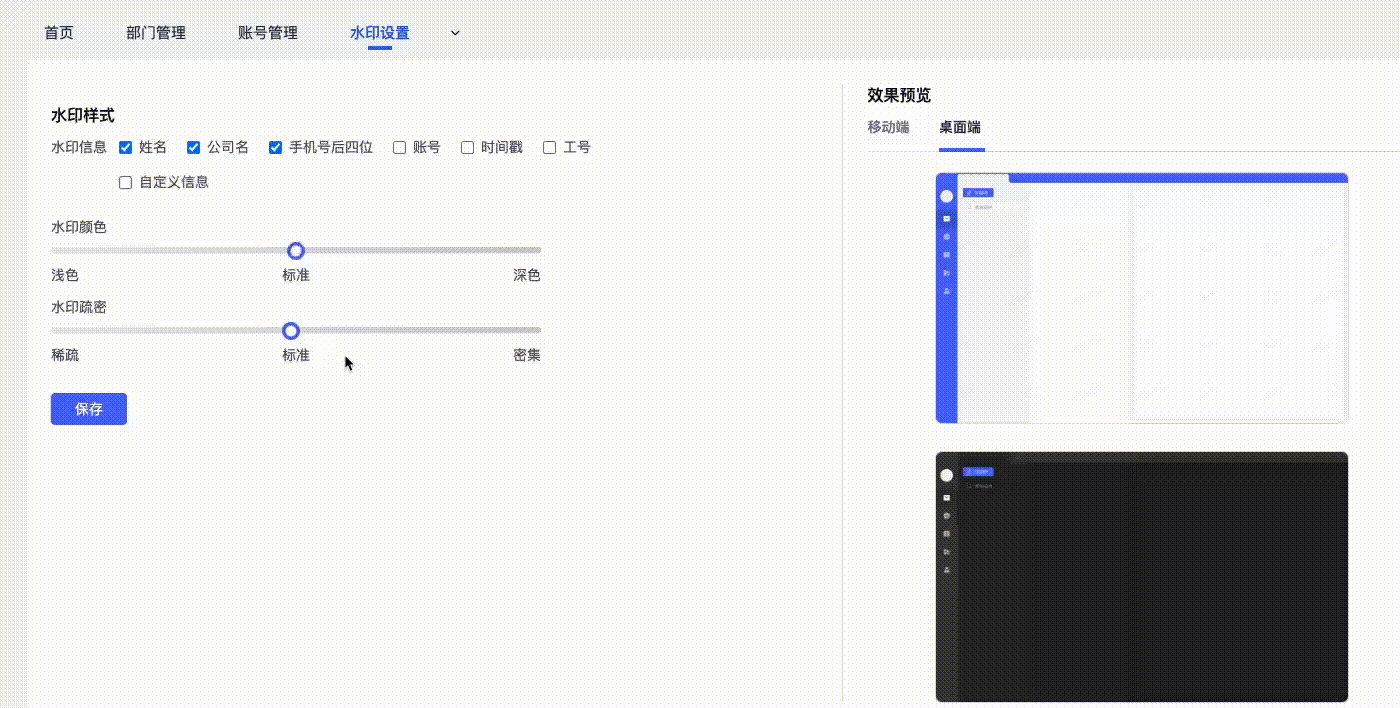 首页 部门管理 账号管理 水印设置
水印样式
水印信息 姓名 公司名 手机号后四位 账号 时间戳 工号
自定义信息
水印颜色
浅色 标准 深色
水印疏密
稀疏 标准 密集
保存
效果预览
移动端 桌面端